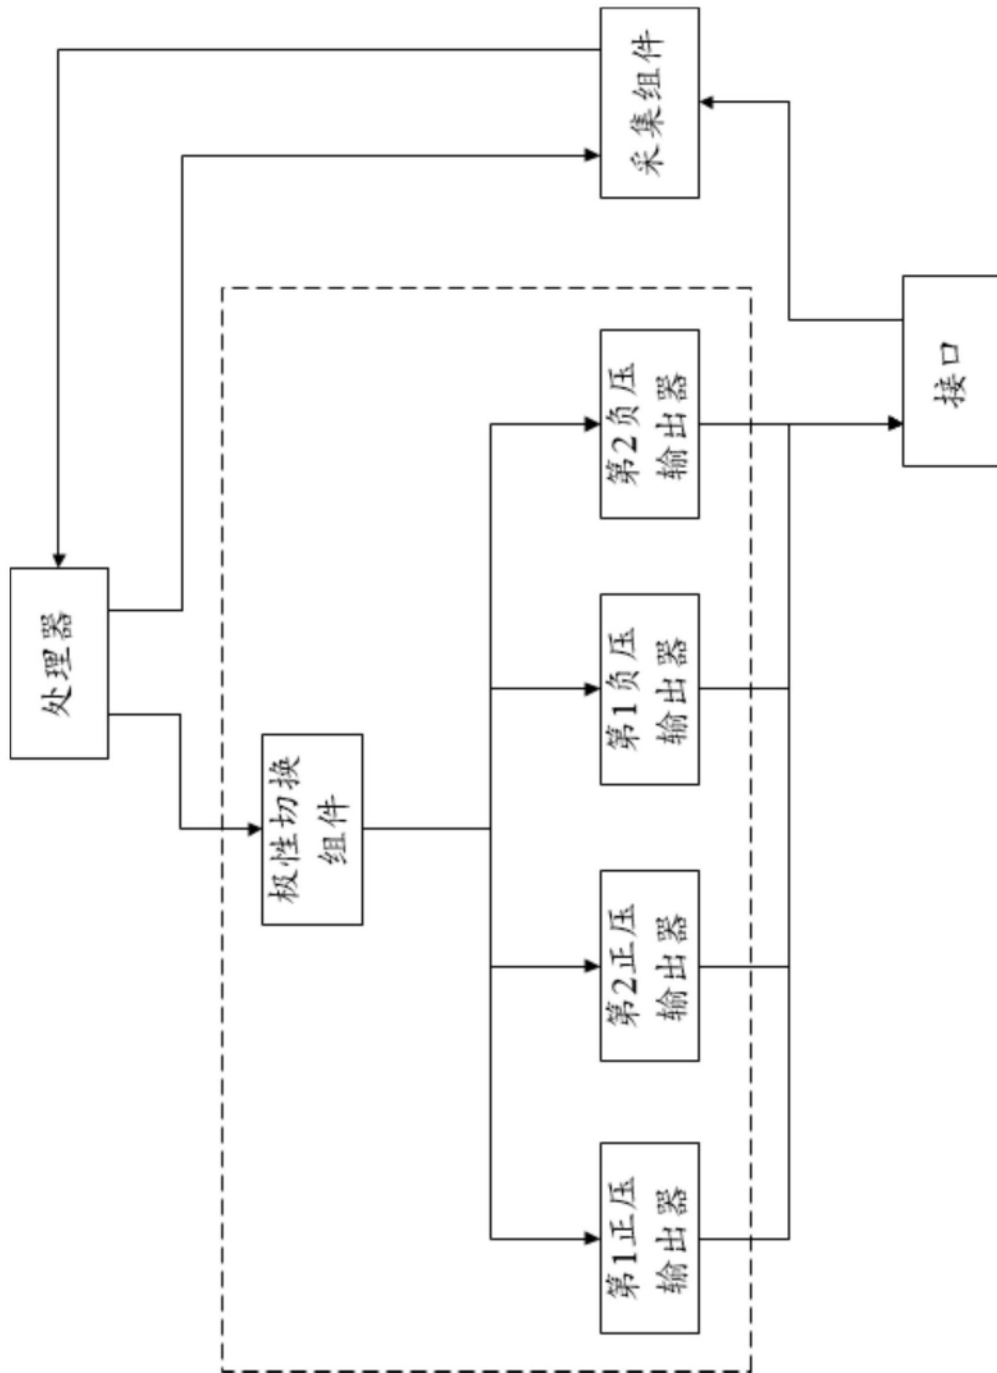 处理器
采集组件
极性切换
组件
第1正压
输出器
第2正压
输出器
第1负压
输出器
第2负压
输出器
接口